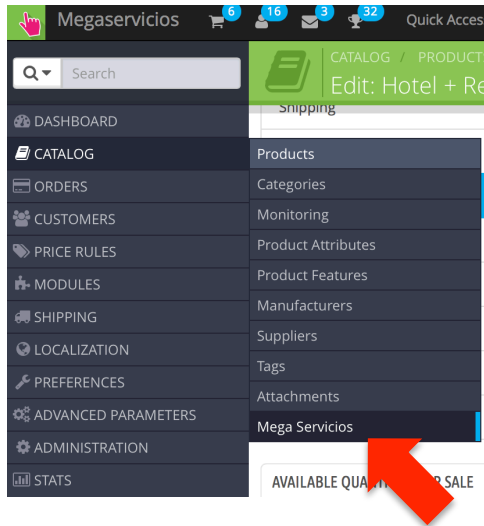 Megaservicios 6 16 3 32 Quick Acces
CATALOG / PRODUCT
Search
Edit: Hotel + Re
Shipping
DASHBOARD
CATALOG
Products
ORDERS
Categories
CUSTOMERS
Monitoring
PRICE RULES
Product Attributes
MODULES
Product Features
SHIPPING
Manufacturers
LOCALIZATION
Suppliers
PREFERENCES
Tags
ADVANCED PARAMETERS
Attachments
ADMINISTRATION
Mega Servicios
STATS
AVAILABLE SALE